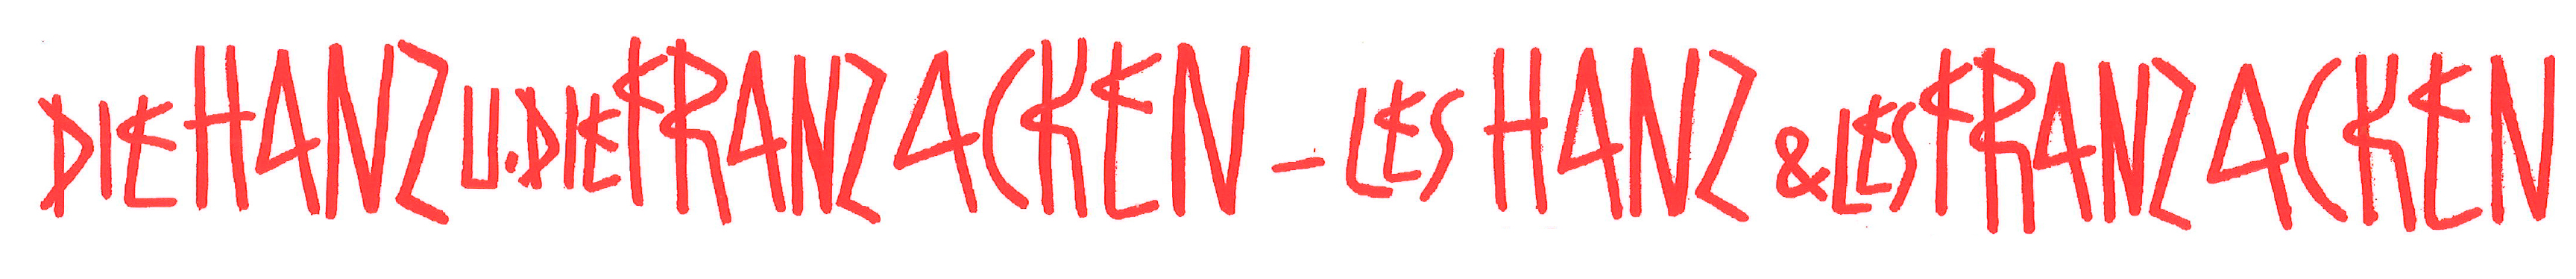 DIE HANZ U. DIE FRANZACKEN – LES HANZ & LES FRANZACKEN